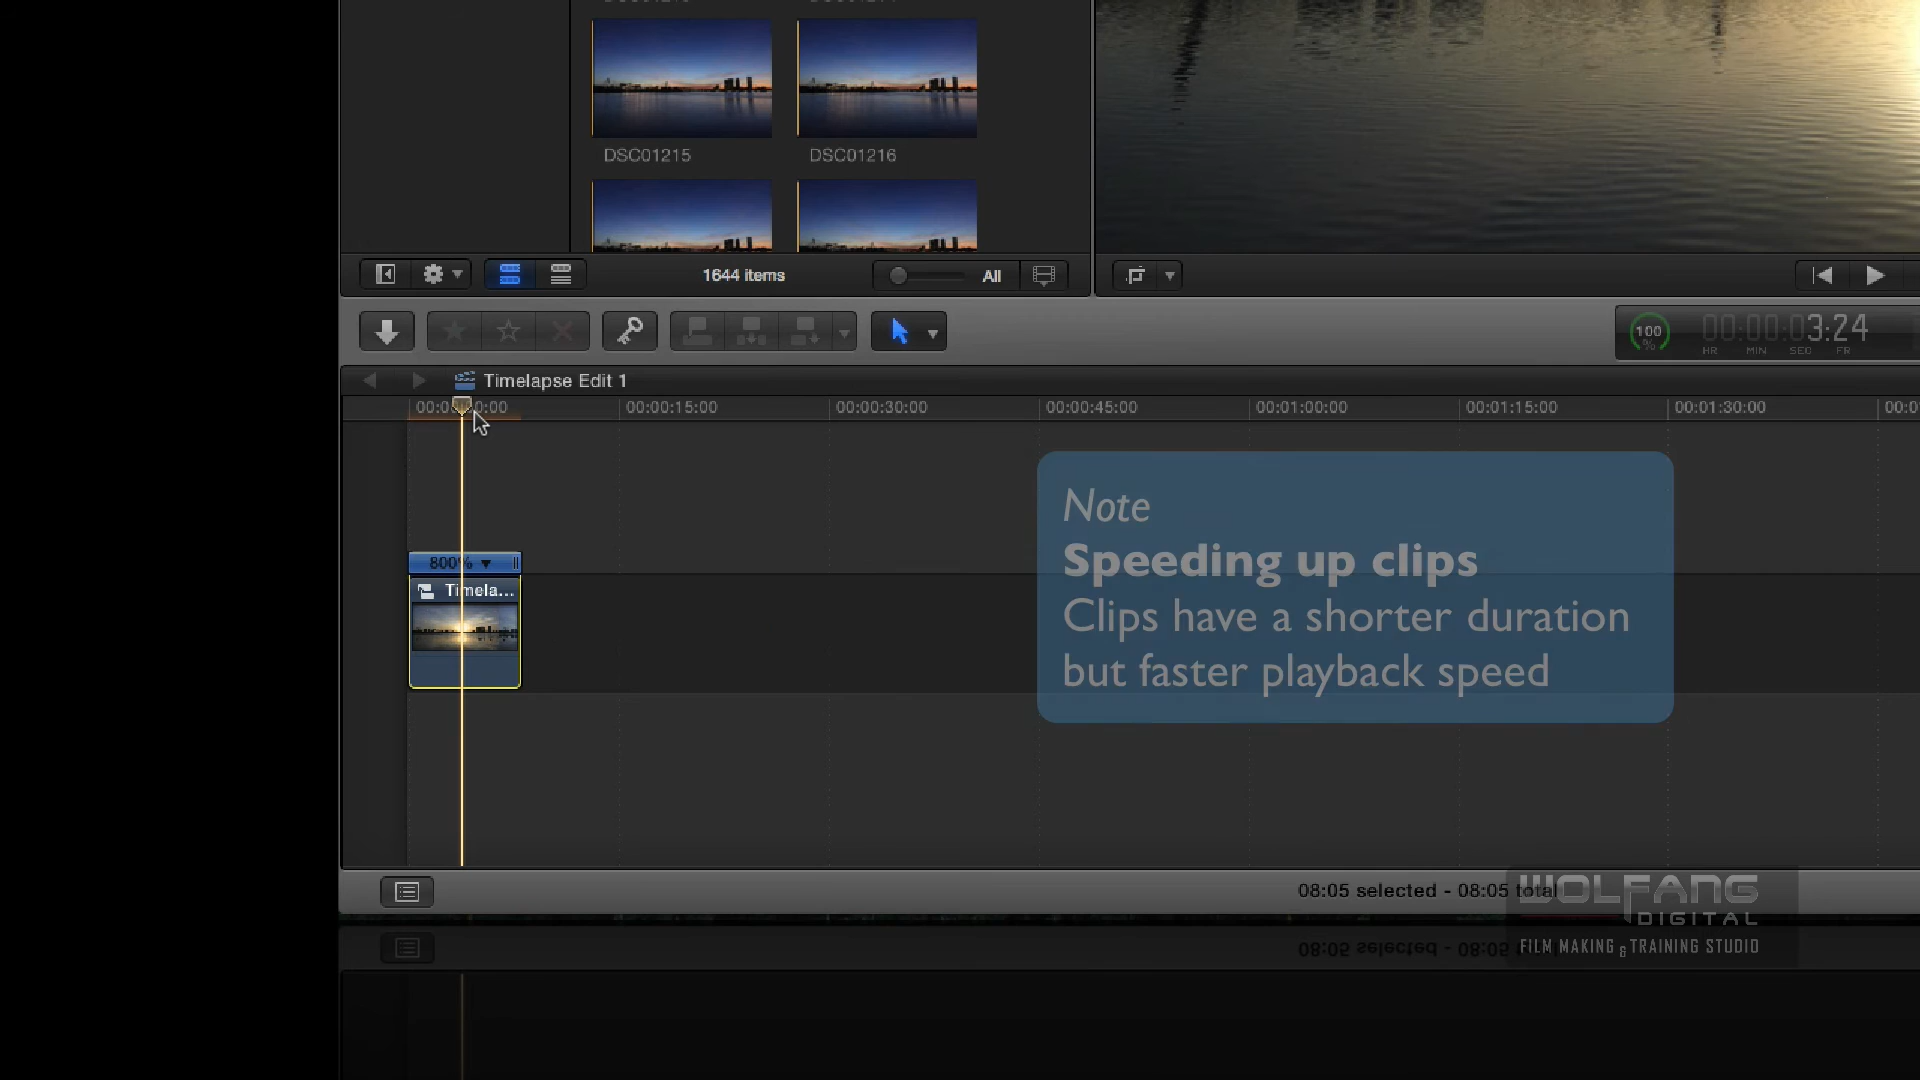 DSC01215
DSC01216
1644 items
All
100
%
00:00:03:24
HR MIN SEC FR
Timelapse Edit 1
00:00:15:00
00:00:30:00
00:00:45:00
00:01:00:00
00:01:15:00
00:01:30:00
Note
Speeding up clips
Clips have a shorter duration
but faster playback speed
800%
Timela...
08:05 selected - 08:05 total
WOLFANG
DIGITAL
FILM MAKING & TRAINING STUDIO